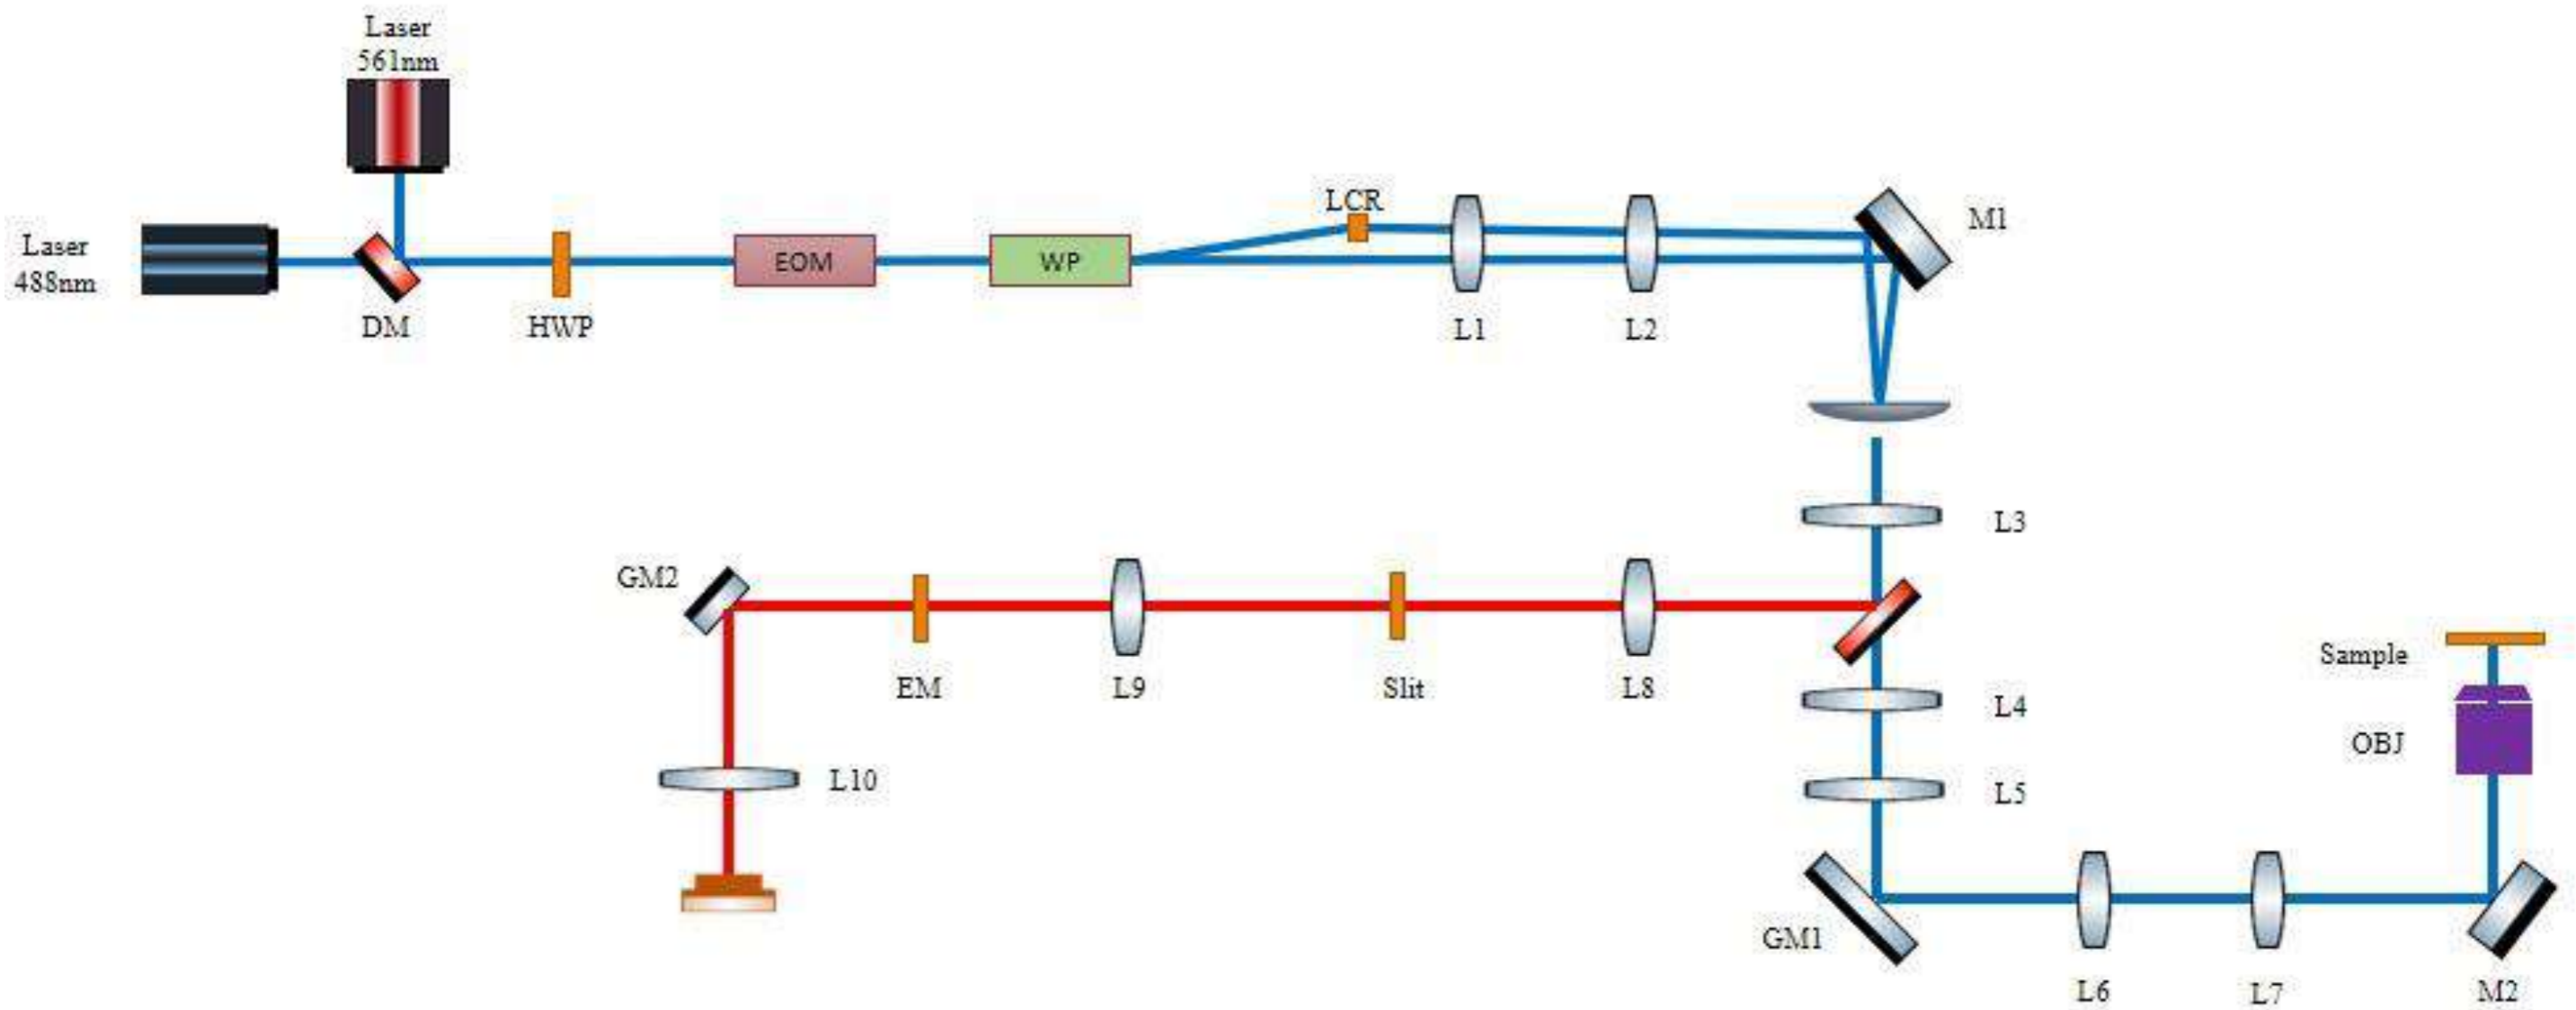 Laser
561nm
Laser
488nm
DM
HWP
EOM
WP
LCR
L1
L2
M1
L3
GM2
EM
L9
Slit
L8
L4
L5
L10
GM1
L6
L7
M2
OBJ
Sample